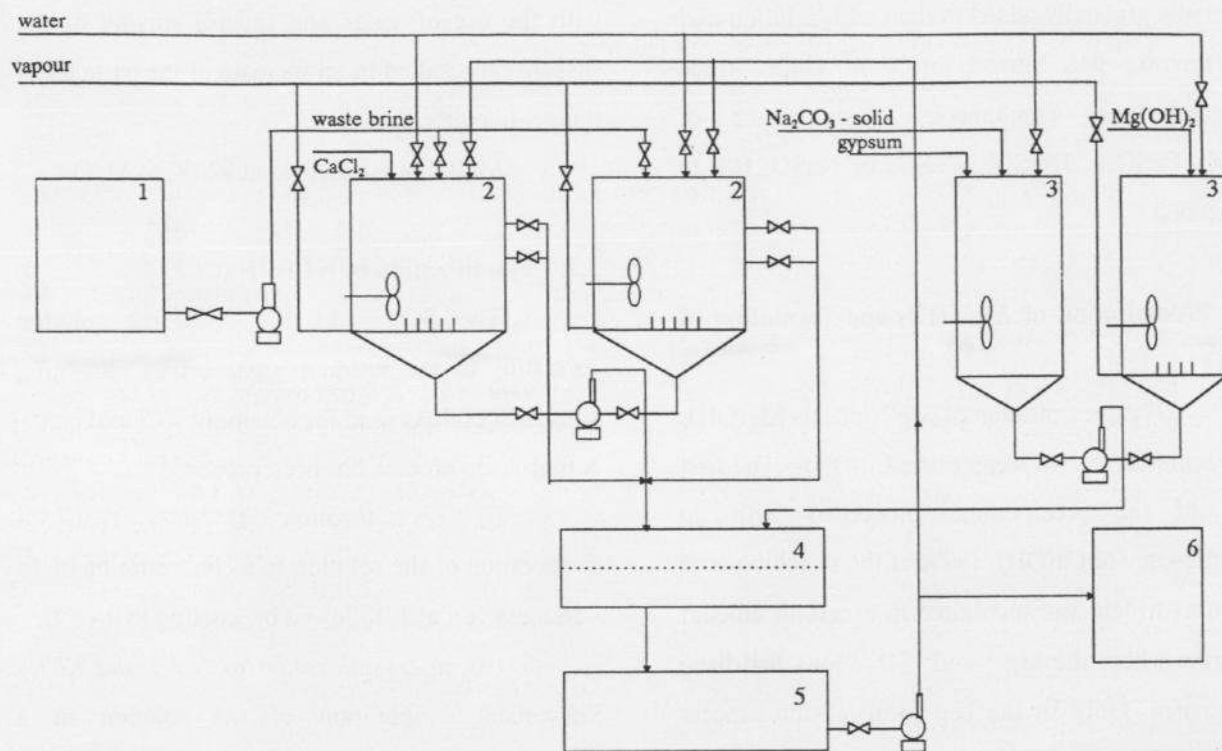 water
vapour
waste brine
CaCl₂
Na₂CO₃ - solid
gypsum
Mg(OH)₂
1
2
2
3
3
4
5
6